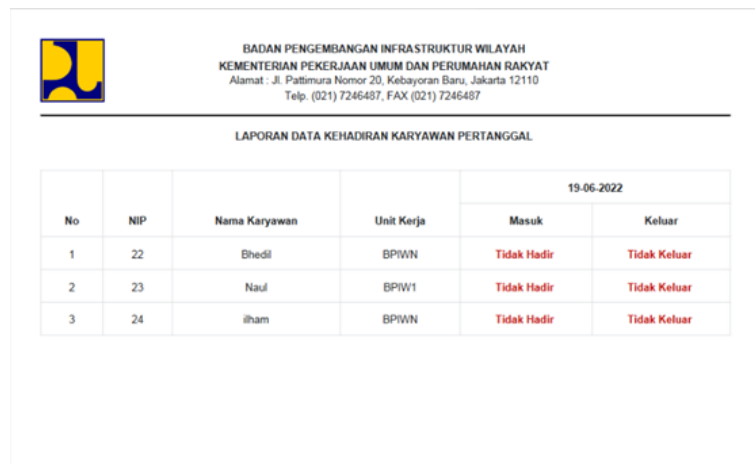 BADAN PENGEMBANGAN INFRASTRUKTUR WILAYAH
KEMENTERIAN PEKERJAAN UMUM DAN PERUMAHAN RAKYAT
Alamat : Jl. Pattimura Nomor 20, Kebayoran Baru, Jakarta 12110
Telp. (021) 7246487, FAX (021) 7246487
LAPORAN DATA KEHADIRAN KARYAWAN PERTANGGAL
19-06-2022
No NIP Nama Karyawan Unit Kerja Masuk Keluar
1 22 Bhedil BPIWN Tidak Hadir Tidak Keluar
2 23 Naul BPIW1 Tidak Hadir Tidak Keluar
3 24 ilham BPIWN Tidak Hadir Tidak Keluar